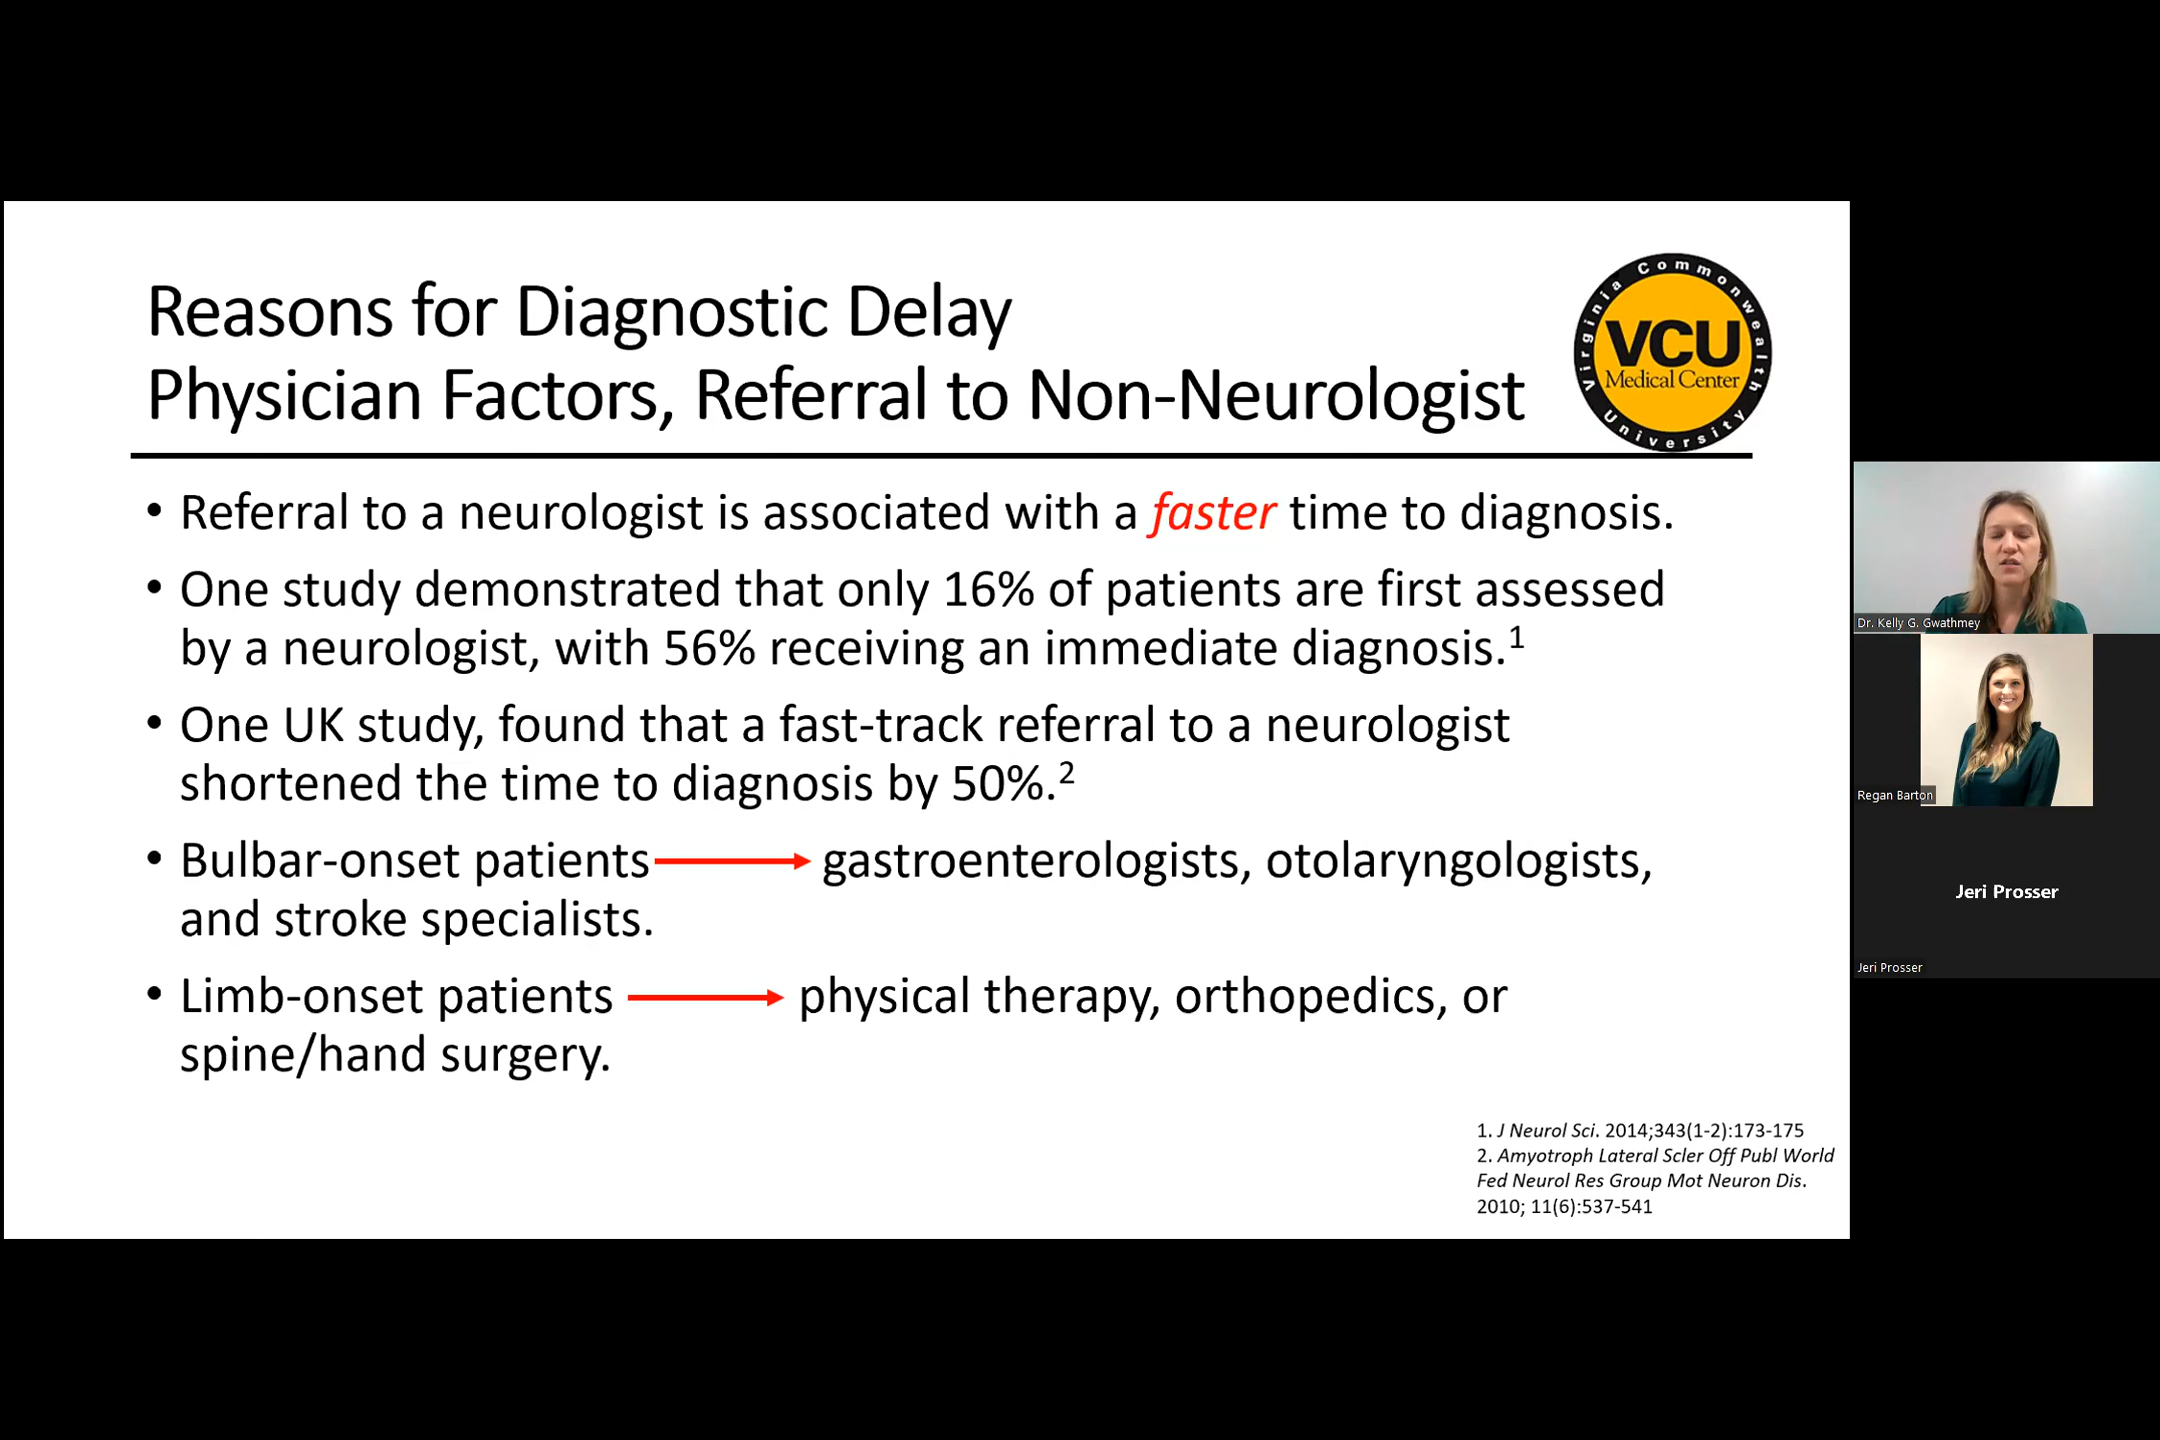 Reasons for Diagnostic Delay
Physician Factors, Referral to Non-Neurologist
Virginia Commonwealth University
VCU
Medical Center
• Referral to a neurologist is associated with a faster time to diagnosis.
• One study demonstrated that only 16% of patients are first assessed
by a neurologist, with 56% receiving an immediate diagnosis.¹
• One UK study, found that a fast-track referral to a neurologist
shortened the time to diagnosis by 50%.²
• Bulbar-onset patients → gastroenterologists, otolaryngologists,
and stroke specialists.
• Limb-onset patients → physical therapy, orthopedics, or
spine/hand surgery.
1. J Neurol Sci. 2014;343(1-2):173-175
2. Amyotroph Lateral Scler Off Publ World
Fed Neurol Res Group Mot Neuron Dis.
2010; 11(6):537-541
Dr. Kelly G. Gwathmey
Regan Barton
Jeri Prosser
Jeri Prosser